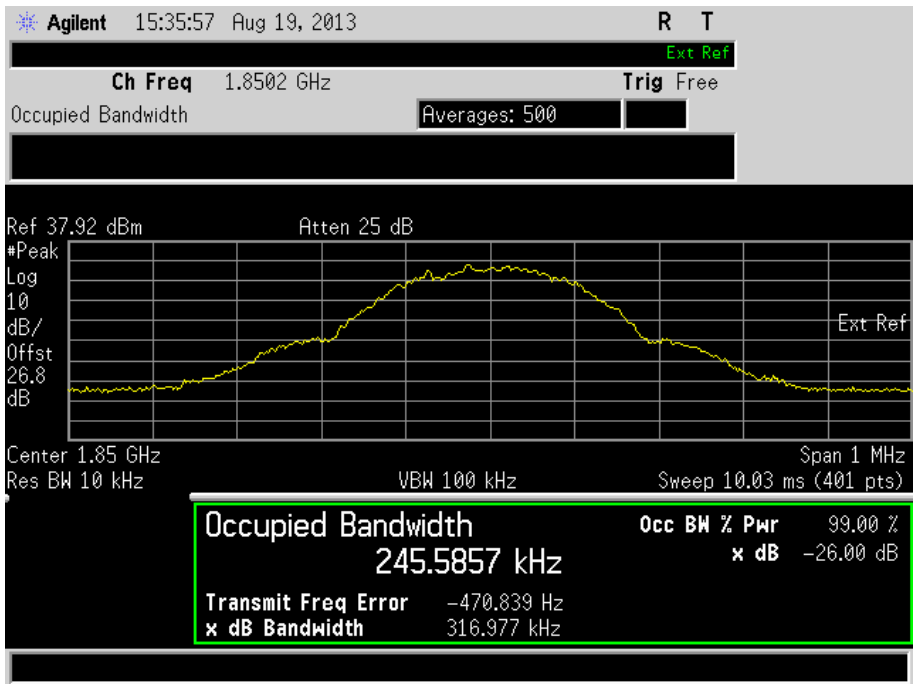 Agilent 15:35:57 Aug 19, 2013 R T
Ext Ref
Ch Freq 1.8502 GHz Trig Free
Occupied Bandwidth Averages: 500
Ref 37.92 dBm Atten 25 dB
#Peak
Log
10
dB/
Offst
26.8
dB
Ext Ref
Center 1.85 GHz Span 1 MHz
Res BW 10 kHz VBW 100 kHz Sweep 10.03 ms (401 pts)
Occupied Bandwidth Occ BW % Pwr 99.00 %
245.5857 kHz x dB -26.00 dB
Transmit Freq Error -470.839 Hz
x dB Bandwidth 316.977 kHz